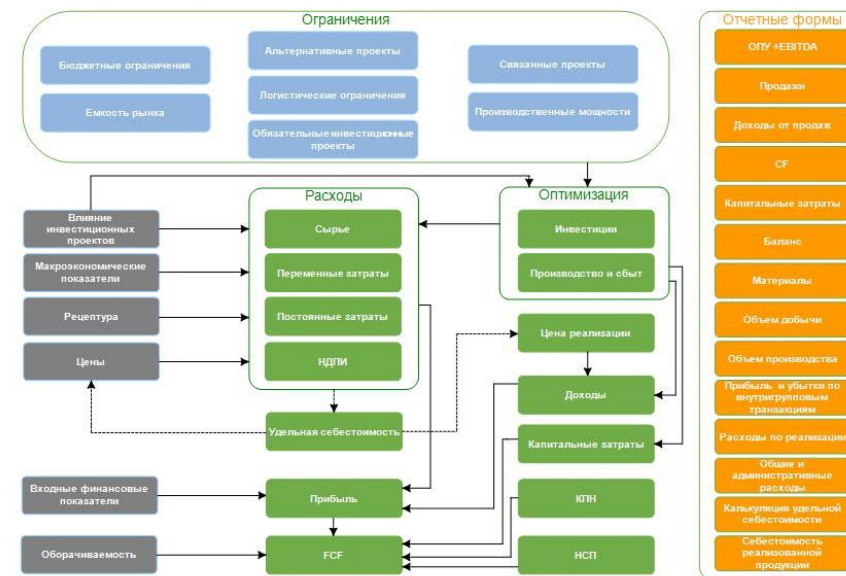 Ограничения
Бюджетные ограничения
Емкость рынка
Альтернативные проекты
Логистические ограничения
Обязательные инвестиционные
проекты
Связанные проекты
Производственные мощности
Влияние
инвестиционных
проектов
Макроэкономические
показатели
Рецептура
Цены
Входные финансовые
показатели
Оборачиваемость
Расходы
Сырье
Переменные затраты
Постоянные затраты
НДПИ
Удельная себестоимость
Прибыль
FCF
Оптимизация
Инвестиции
Производство и сбыт
Цена реализации
Доходы
Капитальные затраты
КПН
НСП
Отчетные формы
ОПУ +EBITDA
Продажи
Доходы от продаж
CF
Капитальные затраты
Баланс
Материалы
Объем добычи
Объем производства
Прибыль и убытки по
внутригрупповым
транзакциям
Расходы по реализации
Общие и
административные
расходы
Калькуляция удельной
себестоимости
Себестоимость
реализованной
продукции